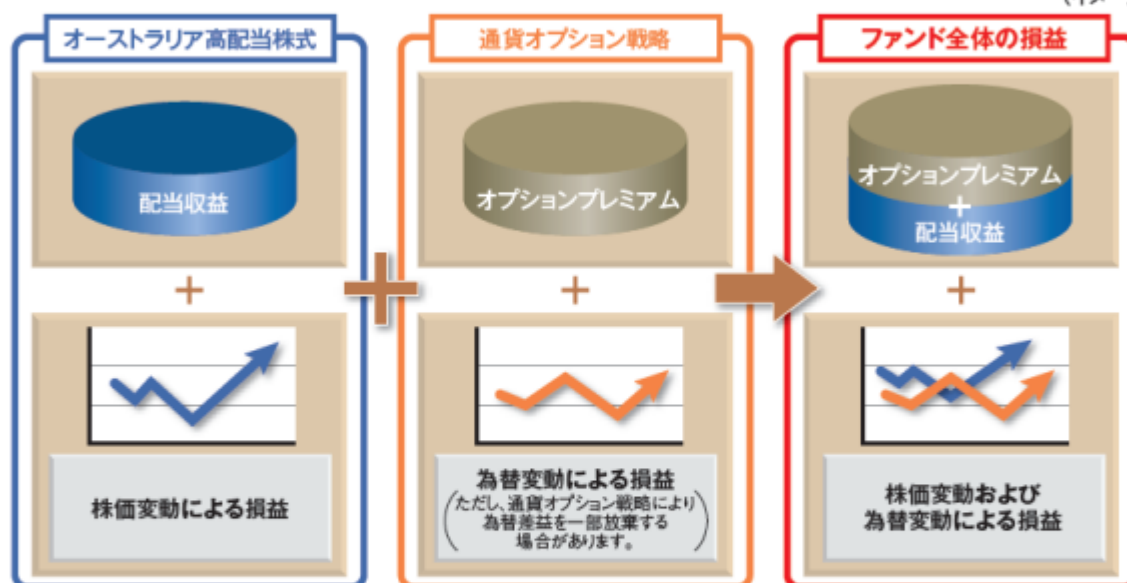 オーストラリア高配当株式
配当収益
+
株価変動による損益
+
通貨オプション戦略
オプションプレミアム
+
為替変動による損益
(ただし、通貨オプション戦略により
為替差益を一部放棄する
場合があります。)
ファンド全体の損益
オプションプレミアム
+
配当収益
+
株価変動および
為替変動による損益